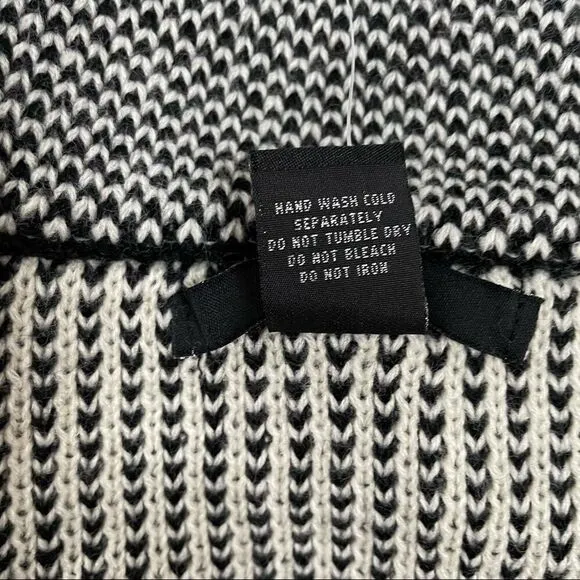 HAND WASH COLD
SEPARATELY
DO NOT TUMBLE DRY
DO NOT BLEACH
DO NOT IRON